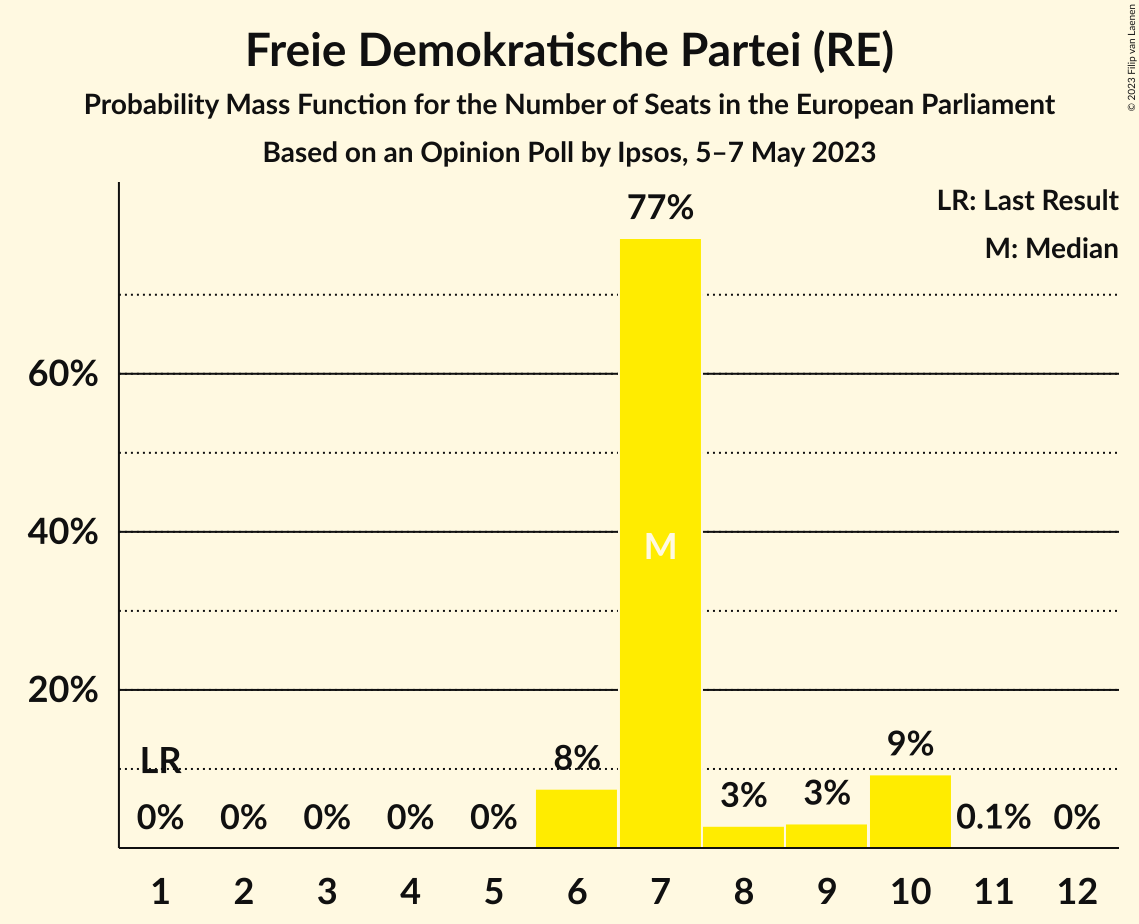 Freie Demokratische Partei (RE)
Probability Mass Function for the Number of Seats in the European Parliament
Based on an Opinion Poll by Ipsos, 5–7 May 2023
© 2023 Filip van Laenen
LR: Last Result
M: Median
77%
60%
40%
M
20%
LR
0%
0%
0%
0%
0%
8%
3%
3%
9%
0.1%
0%
1 2 3 4 5 6 7 8 9 10 11 12